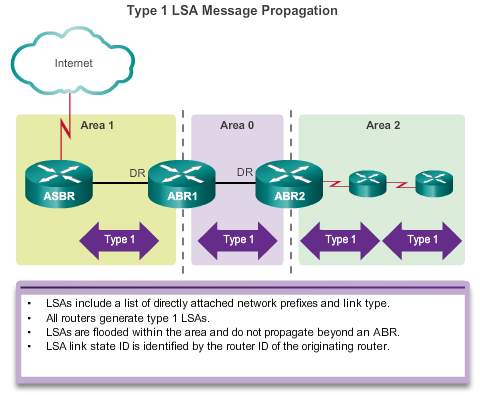 Type 1 LSA Message Propagation
Internet
Area 1
Area 0
Area 2
DR
DR
ASBR
ABR1
ABR2
Type 1
Type 1
Type 1
Type 1
• LSAs include a list of directly attached network prefixes and link type.
• All routers generate type 1 LSAs.
• LSAs are flooded within the area and do not propagate beyond an ABR.
• LSA link state ID is identified by the router ID of the originating router.